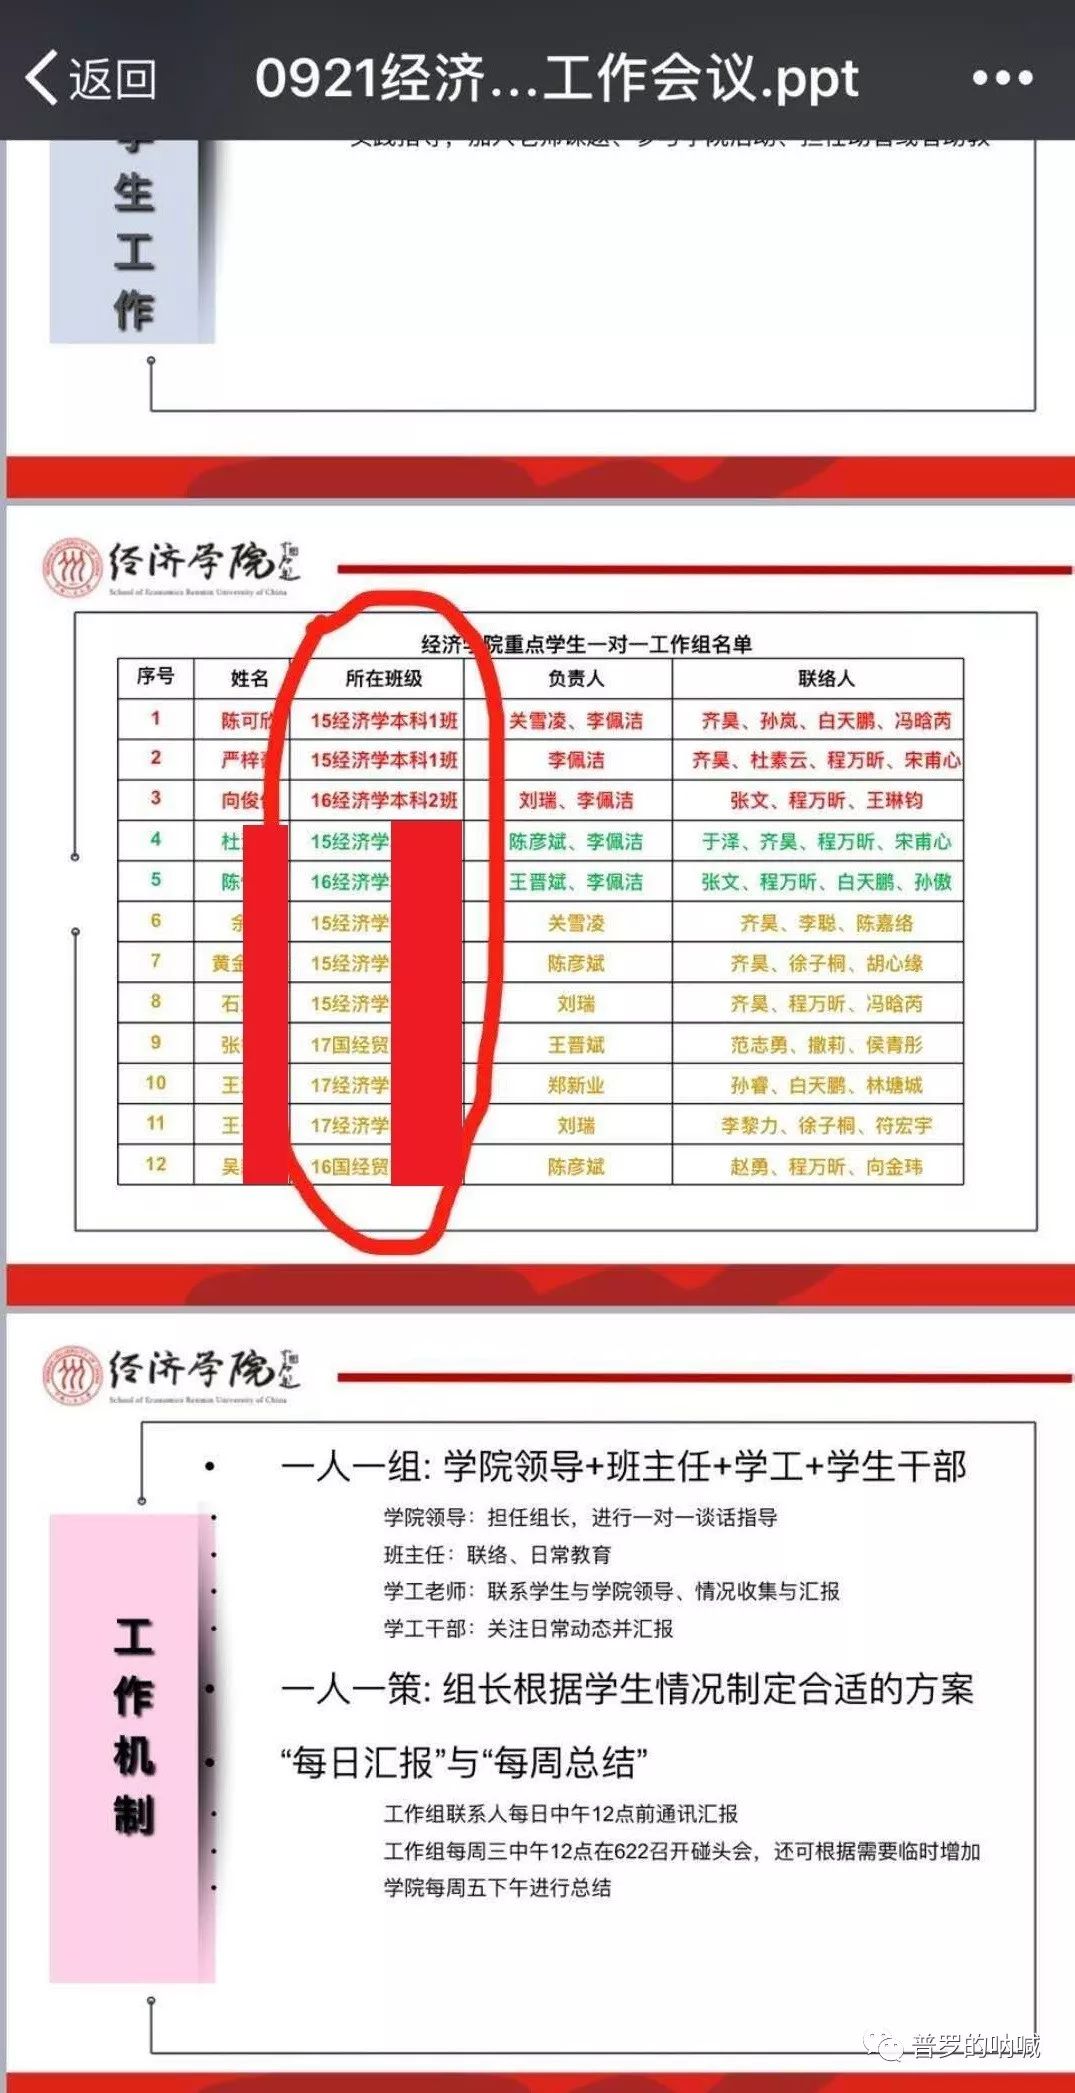 返回 0921经济...工作会议.ppt
学生工作
经济学院
School of Economics Renmin University of China
经济学院重点学生一对一工作组名单
序号 姓名 所在班级 负责人 联络人
1 陈可欣 15经济学本科1班 关雪凌、李佩洁 齐昊、孙岚、白天鹏、冯晗芮
2 严梓 15经济学本科1班 李佩洁 齐昊、杜素云、程万昕、宋甫心
3 向俊 16经济学本科2班 刘瑞、李佩洁 张文、程万昕、王琳钧
4 杜 15经济学 陈彦斌、李佩洁 于泽、齐昊、程万昕、宋甫心
5 陈 16经济学 王晋斌、李佩洁 张文、程万昕、白天鹏、孙傲
6 余 15经济学 关雪凌 齐昊、李聪、陈嘉络
7 黄金 15经济学 陈彦斌 齐昊、徐子桐、胡心缘
8 石 15经济学 刘瑞 齐昊、程万昕、冯晗芮
9 张 17国经贸 王晋斌 范志勇、撒莉、侯青彤
10 王 17经济学 郑新业 孙睿、白天鹏、林塘城
11 王 17经济学 刘瑞 李黎力、徐子桐、符宏宇
12 吴 16国经贸 陈彦斌 赵勇、程万昕、向金玮
经济学院
School of Economics Renmin University of China
工作机制
• 一人一组: 学院领导+班主任+学工+学生干部
• 学院领导：担任组长，进行一对一谈话指导
• 班主任：联络、日常教育
• 学工老师：联系学生与学院领导、情况收集与汇报
• 学工干部：关注日常动态并汇报
• 一人一策: 组长根据学生情况制定合适的方案
• “每日汇报”与“每周总结”
• 工作组联系人每日中午12点前通讯汇报
• 工作组每周三中午12点在622召开碰头会，还可根据需要临时增加
• 学院每周五下午进行总结
普罗的呐喊